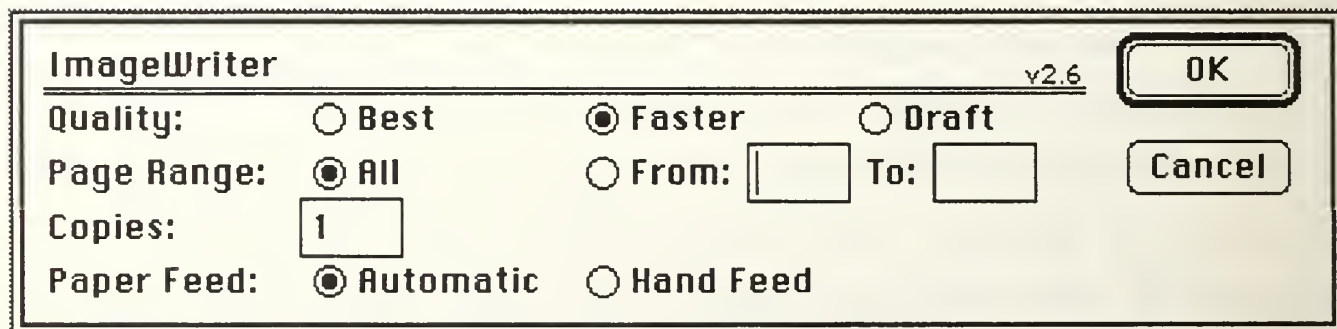 ImageWriter v2.6 OK
Quality: Best Faster Draft
Page Range: All From: To: Cancel
Copies: 1
Paper Feed: Automatic Hand Feed